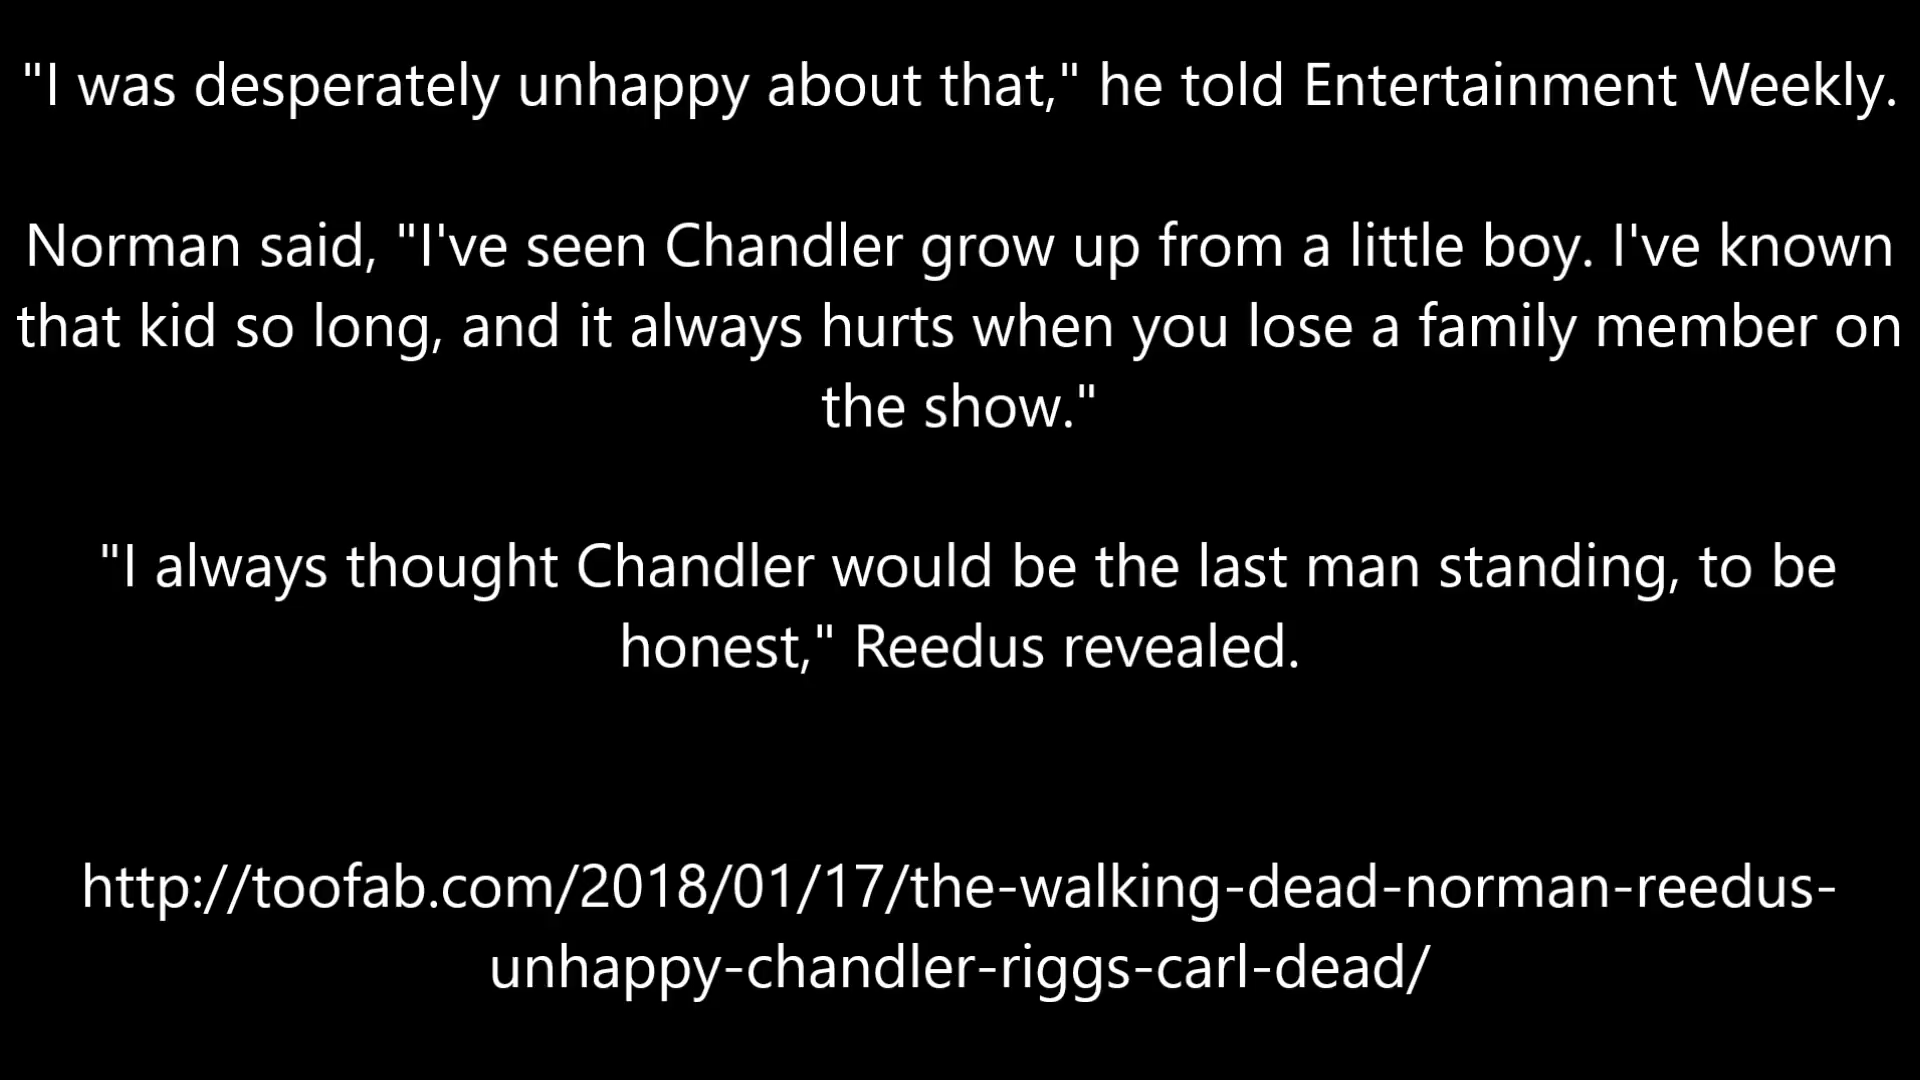 "I was desperately unhappy about that," he told Entertainment Weekly.
Norman said, "I've seen Chandler grow up from a little boy. I've known
that kid so long, and it always hurts when you lose a family member on
the show."
"I always thought Chandler would be the last man standing, to be
honest," Reedus revealed.
http://toofab.com/2018/01/17/the-walking-dead-norman-reedus-
unhappy-chandler-riggs-carl-dead/